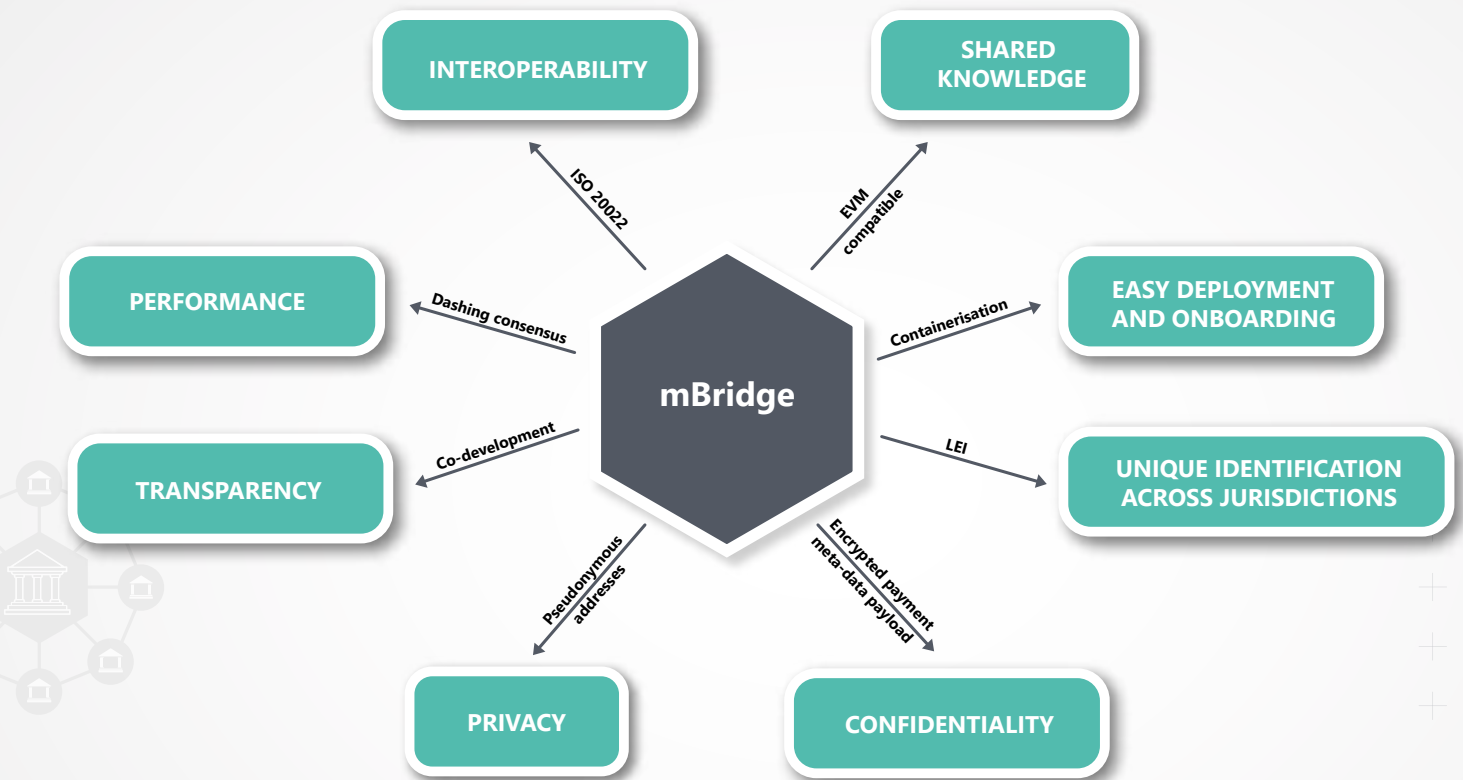 INTEROPERABILITY
SHARED
KNOWLEDGE
ISO 20022
EVM
compatible
PERFORMANCE
Dashing consensus
Containerisation
EASY DEPLOYMENT
AND ONBOARDING
mBridge
TRANSPARENCY
Co-development
LEI
UNIQUE IDENTIFICATION
ACROSS JURISDICTIONS
Pseudonymous
addresses
Encrypted payment
meta-data payload
PRIVACY
CONFIDENTIALITY